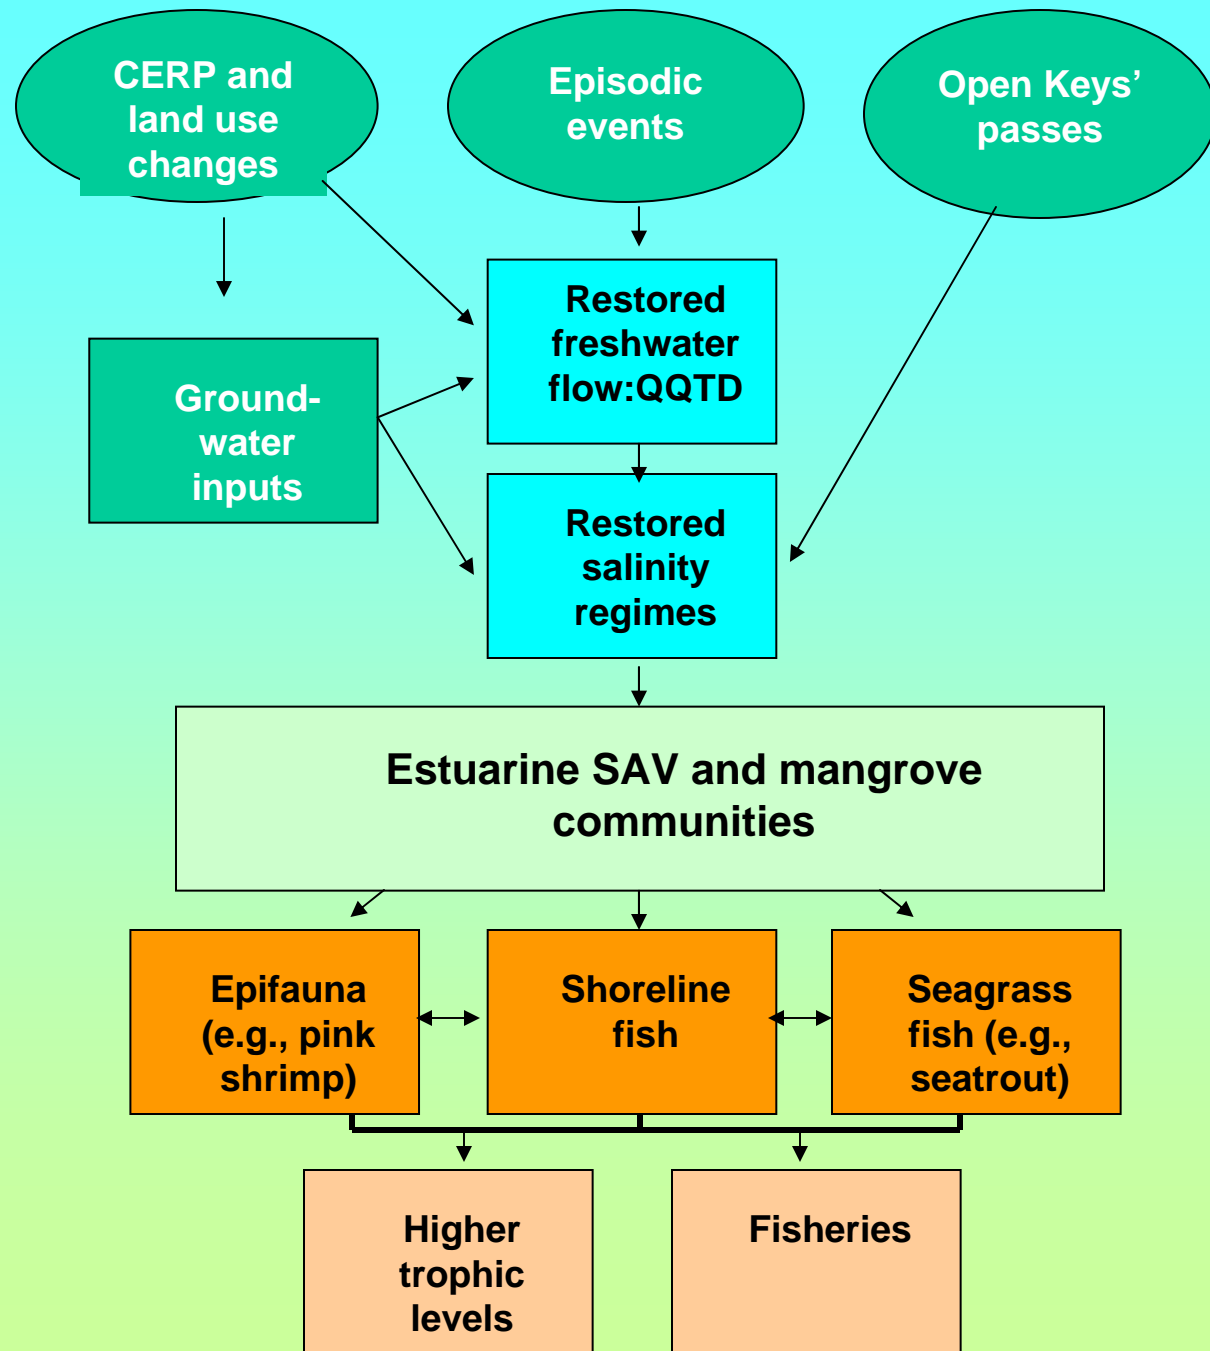 CERP and
land use
changes
Episodic
events
Open Keys’
passes
Restored
freshwater
flow:QQTD
Ground-
water
inputs
Restored
salinity
regimes
Estuarine SAV and mangrove
communities
Epifauna
(e.g., pink
shrimp)
Shoreline
fish
Seagrass
fish (e.g.,
seatrout)
Higher
trophic
levels
Fisheries